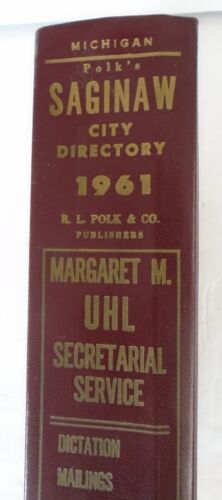 MICHIGAN
Polk's
SAGINAW
CITY
DIRECTORY
1961
R. L. POLK & CO.
PUBLISHERS
MARGARET M.
UHL
SECRETARIAL
SERVICE
DICTATION
MAILINGS